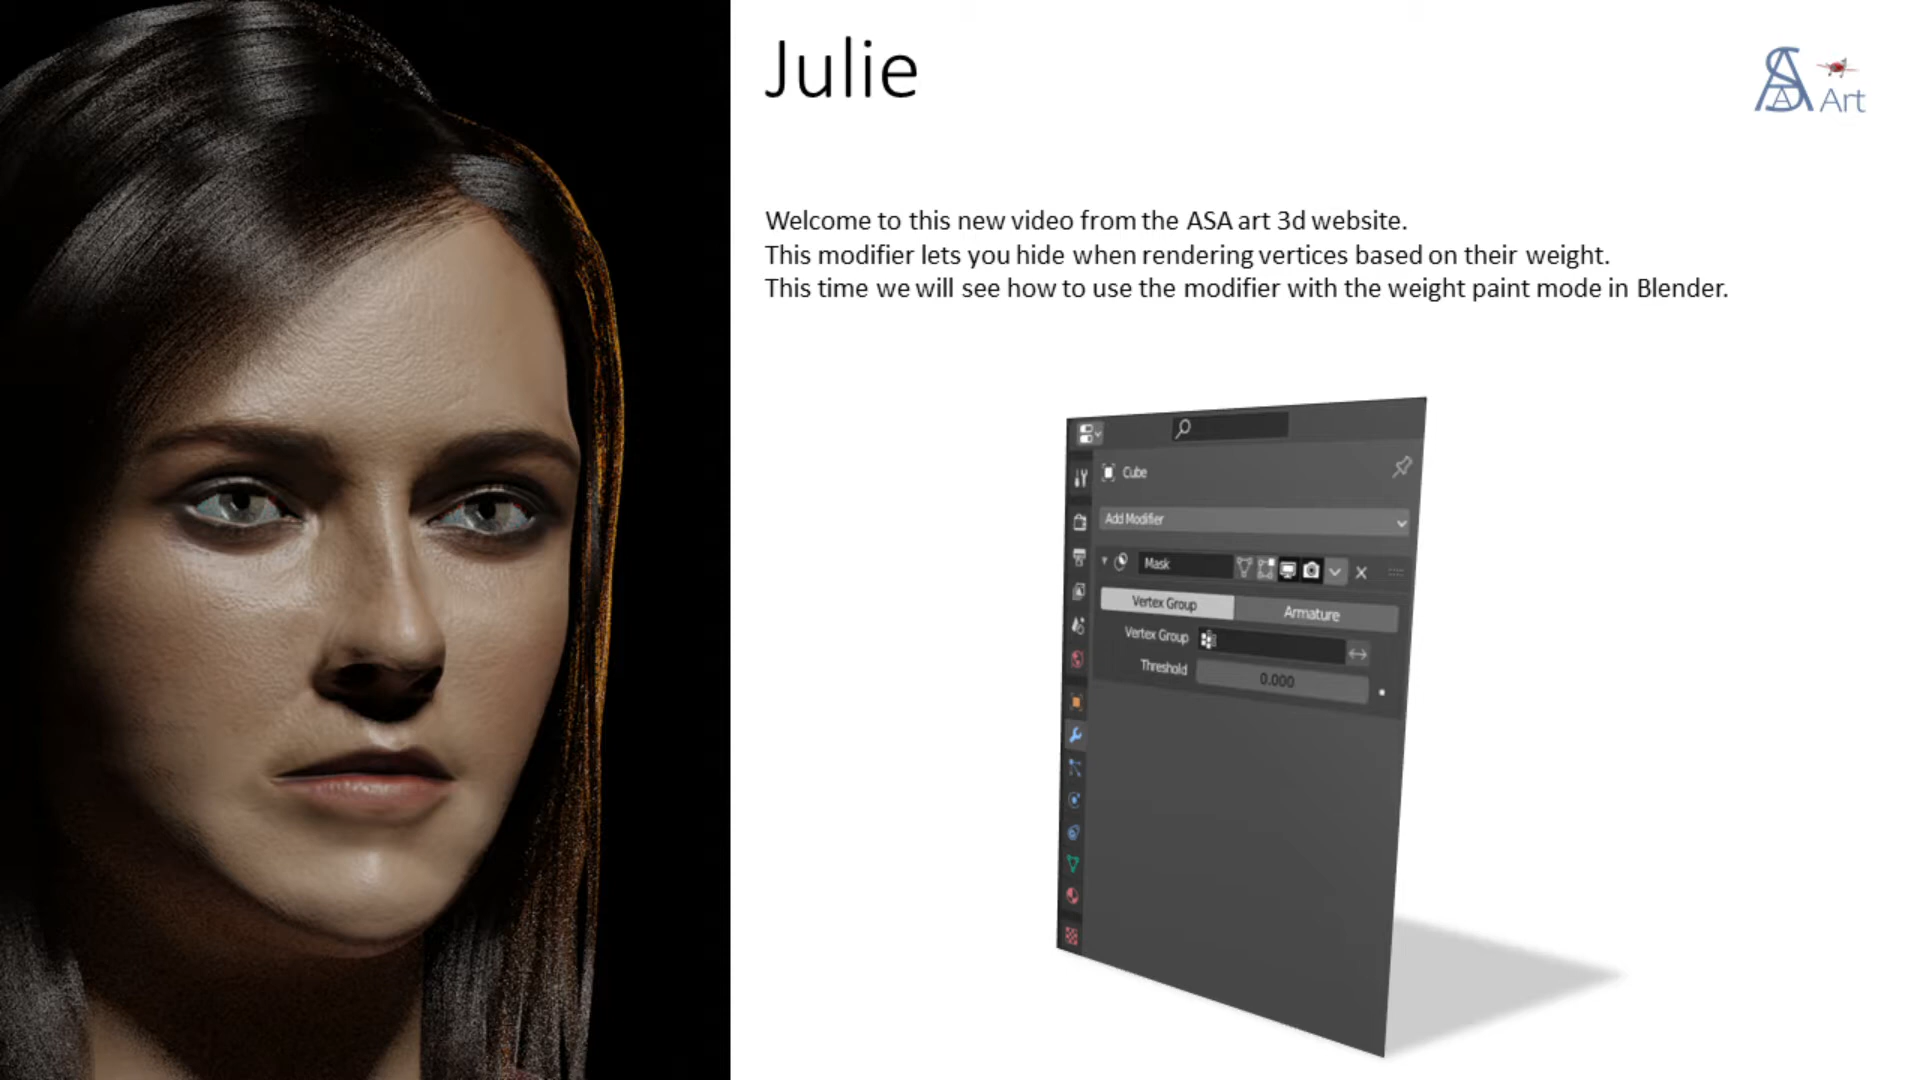 Julie
ASA Art
Welcome to this new video from the ASA art 3d website.
This modifier lets you hide when rendering vertices based on their weight.
This time we will see how to use the modifier with the weight paint mode in Blender.
Cube
Add Modifier
Mask
Vertex Group Armature
Vertex Group
Threshold 0.000